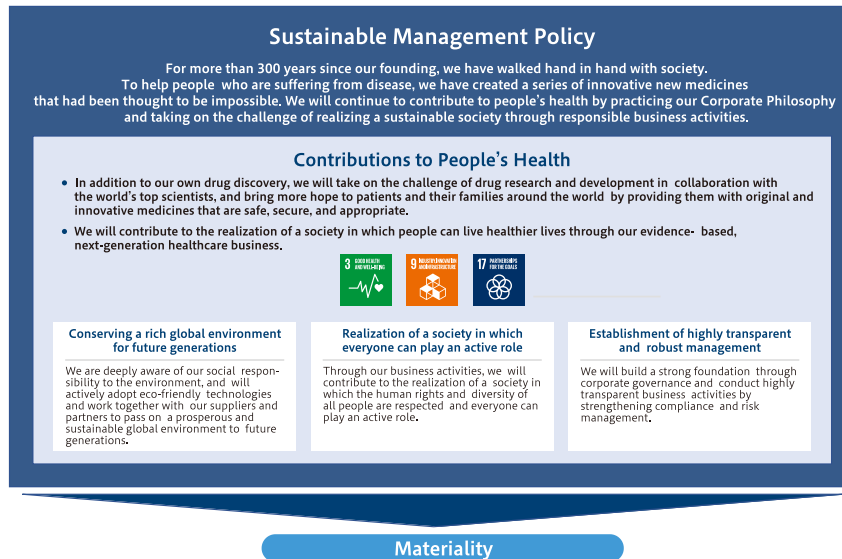 Sustainable Management Policy
For more than 300 years since our founding, we have walked hand in hand with society.
To help people who are suffering from disease, we have created a series of innovative new medicines
that had been thought to be impossible. We will continue to contribute to people's health by practicing our Corporate Philosophy
and taking on the challenge of realizing a sustainable society through responsible business activities.
Contributions to People's Health
• In addition to our own drug discovery, we will take on the challenge of drug research and development in collaboration with
the world's top scientists, and bring more hope to patients and their families around the world by providing them with original and
innovative medicines that are safe, secure, and appropriate.
• We will contribute to the realization of a society in which people can live healthier lives through our evidence- based,
next-generation healthcare business.
3 GOOD HEALTH
AND WELL-BEING
9 INDUSTRY, INNOVATION
AND INFRASTRUCTURE
17 PARTNERSHIPS
FOR THE GOALS
Conserving a rich global environment
for future generations
We are deeply aware of our social respon-
sibility to the environment, and will
actively adopt eco-friendly technologies
and work together with our suppliers and
partners to pass on a prosperous and
sustainable global environment to future
generations.
Realization of a society in which
everyone can play an active role
Through our business activities, we will
contribute to the realization of a society in
which the human rights and diversity of
all people are respected and everyone can
play an active role.
Establishment of highly transparent
and robust management
We will build a strong foundation through
corporate governance and conduct highly
transparent business activities by
strengthening compliance and risk
management.
Materiality